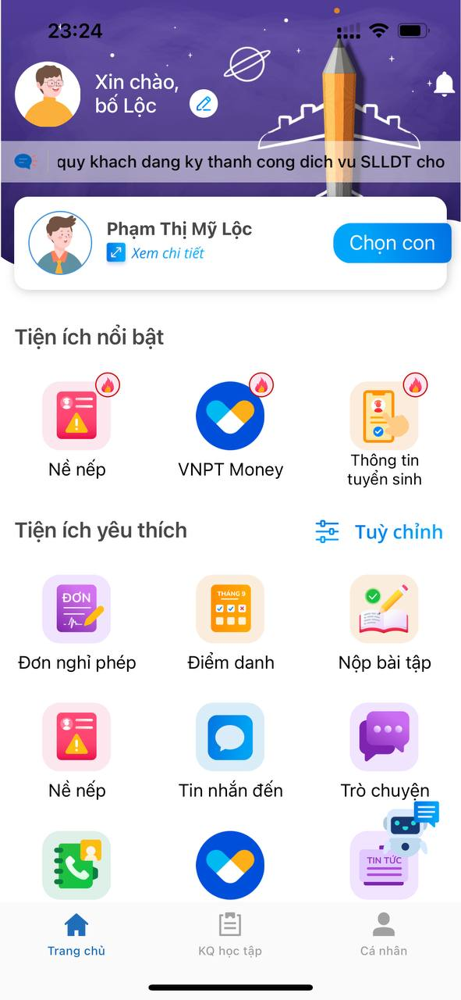 23:24
Xin chào,
bố Lộc
quy khach dang ky thanh cong dich vu SLLDT cho
Phạm Thị Mỹ Lộc
Xem chi tiết
Chọn con
Tiện ích nổi bật
Nề nếp
VNPT Money
Thông tin
tuyển sinh
Tiện ích yêu thích
Tuỳ chỉnh
ĐƠN
THÁNG 9
Đơn nghỉ phép
Điểm danh
Nộp bài tập
Nề nếp
Tin nhắn đến
Trò chuyện
TIN TỨC
Trang chủ
KQ học tập
Cá nhân